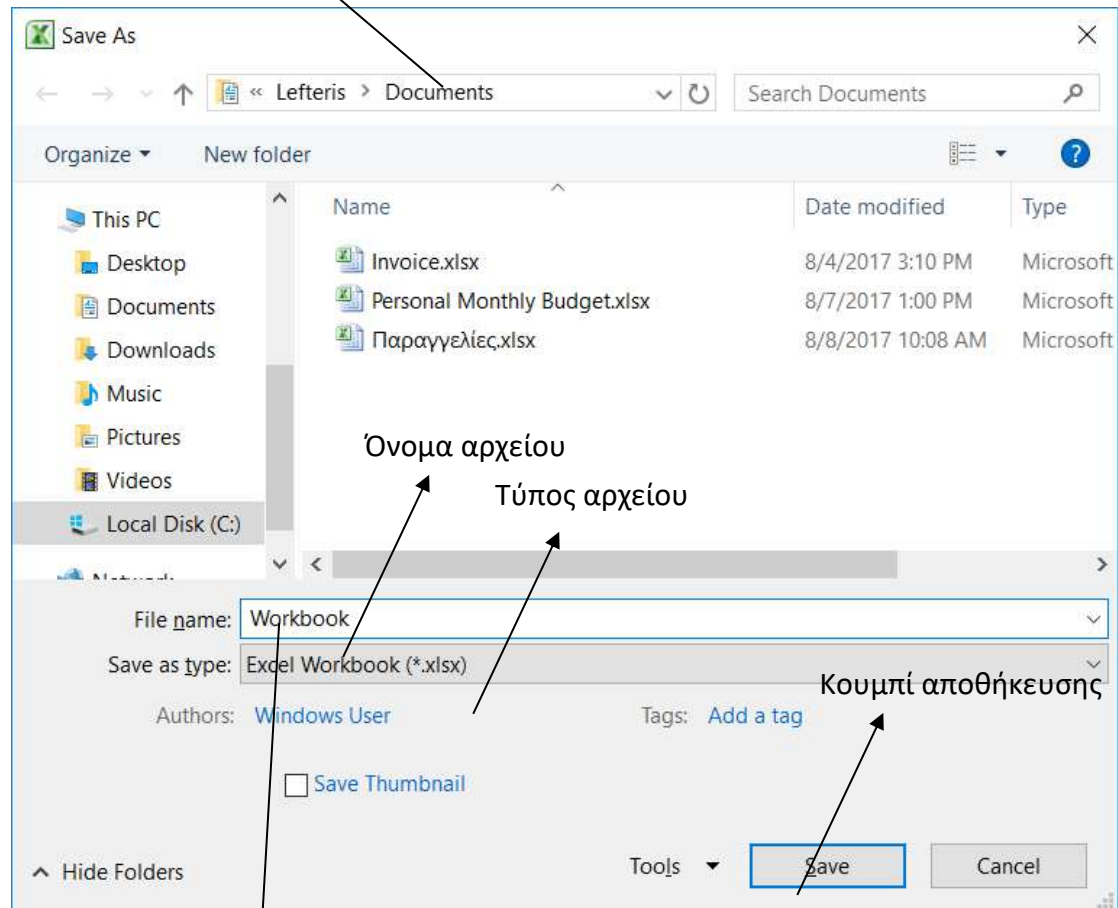 Save As
« Lefteris > Documents
Search Documents
Organize
New folder
Name
Date modified
Type
This PC
Desktop
Documents
Downloads
Music
Pictures
Videos
Local Disk (C:)
Invoice.xlsx 8/4/2017 3:10 PM Microsoft
Personal Monthly Budget.xlsx 8/7/2017 1:00 PM Microsoft
Παραγγελίες.xlsx 8/8/2017 10:08 AM Microsoft
Όνομα αρχείου
Τύπος αρχείου
File name: Workbook
Save as type: Excel Workbook (*.xlsx)
Κουμπί αποθήκευσης
Authors: Windows User
Tags: Add a tag
Save Thumbnail
Hide Folders
Tools
Save
Cancel